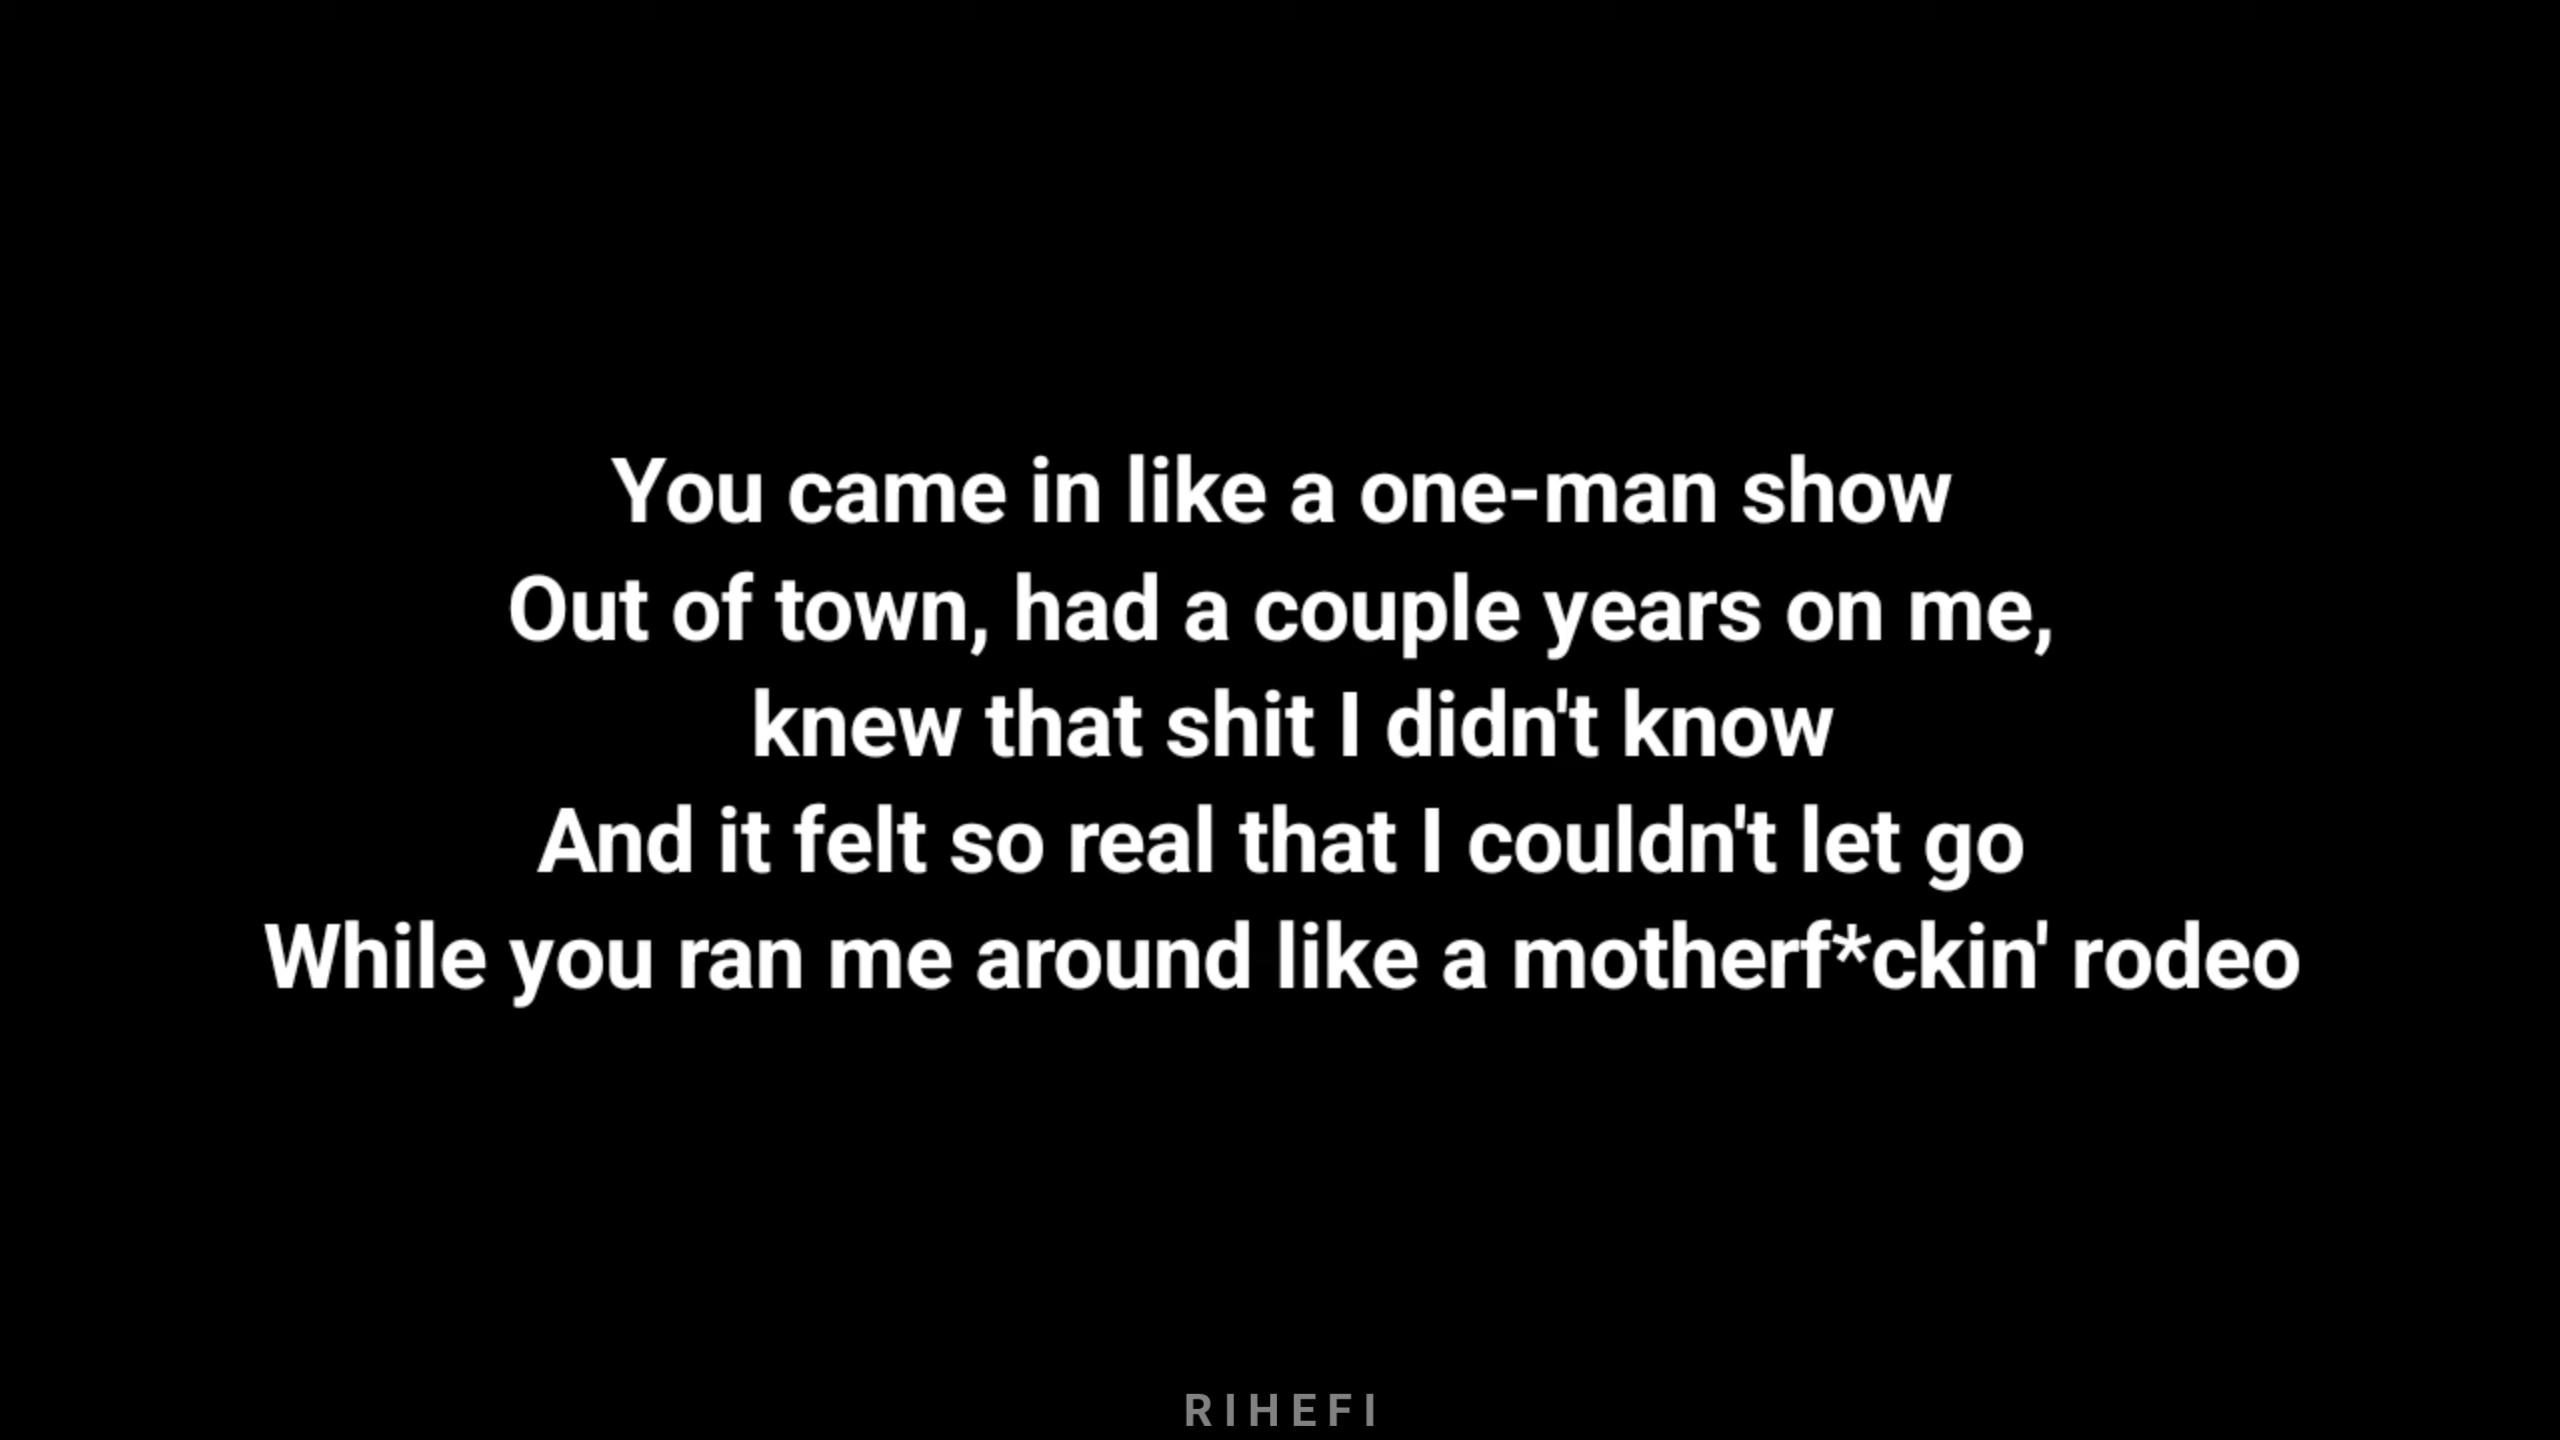 You came in like a one-man show
Out of town, had a couple years on me,
knew that shit I didn't know
And it felt so real that I couldn't let go
While you ran me around like a motherf*ckin' rodeo
RIHEFI